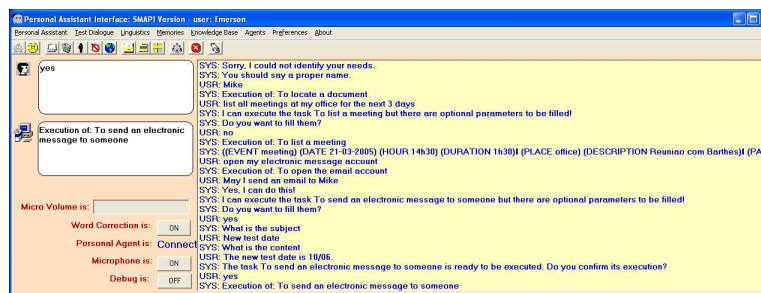 Personal Assistant Interface: SMAPI Version - user: Emerson
Personal Assistant Test Dialogue Linguistics Memories Knowledge Base Agents Preferences About
yes
Execution of: To send an electronic
message to someone
Micro Volume is:
Word Correction is: ON
Personal Agent is: Connect
Microphone is: ON
Debug is: OFF
SYS: Sorry, I could not identify your needs.
SYS: You should say a proper name.
USR: Mike
SYS: Execution of: To locate a document
USR: list all meetings at my office for the next 3 days
SYS: I can execute the task To list a meeting but there are optional parameters to be filled!
SYS: Do you want to fill them?
USR: no
SYS: Execution of: To list a meeting
SYS: ((EVENT meeting) (DATE 21-03-2005) (HOUR 14h30) (DURATION 1h30)l (PLACE office) (DESCRIPTION Reuniao com Barthes)l (PA
USR: open my electronic message account
SYS: Execution of: To open the email account
USR: May I send an email to Mike
SYS: Yes, I can do this!
SYS: I can execute the task To send an electronic message to someone but there are optional parameters to be filled!
SYS: Do you want to fill them?
USR: yes
SYS: What is the subject
USR: New test date
SYS: What is the content
USR: The new test date is 10/06.
SYS: The task To send an electronic message to someone is ready to be executed. Do you confirm its execution?
USR: yes
SYS: Execution of: To send an electronic message to someone